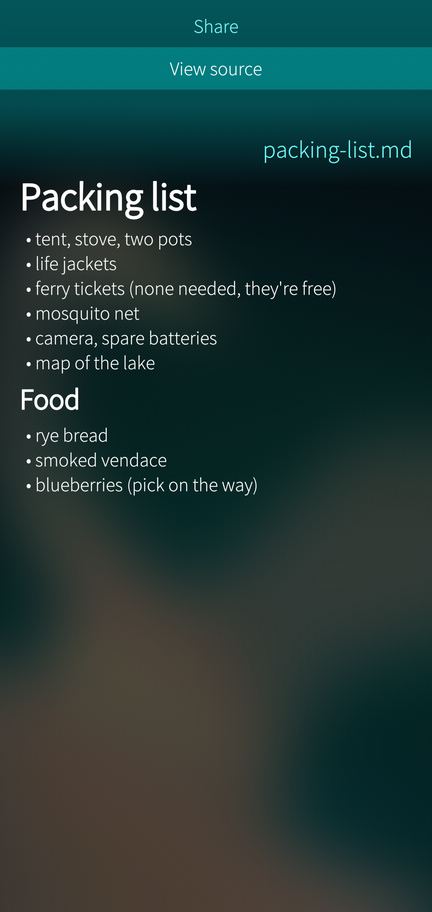 Share
View source
packing-list.md
Packing list
• tent, stove, two pots
• life jackets
• ferry tickets (none needed, they're free)
• mosquito net
• camera, spare batteries
• map of the lake
Food
• rye bread
• smoked vendace
• blueberries (pick on the way)